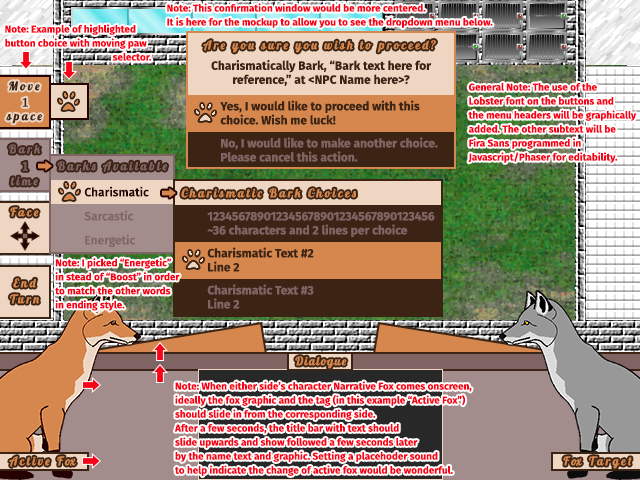 Note: This confirmation window would be more centered.
It is here for the mockup to allow you to see the dropdown menu below.
Note: Example of highlighted
button choice with moving paw
selector.
Are you sure you wish to proceed?
Charismatically Bark, “Bark text here for
reference,” at <NPC Name here>?
Yes, I would like to proceed with this
choice. Wish me luck!
No, I would like to make another choice.
Please cancel this action.
General Note: The use of the
Lobster font on the buttons and
the menu headers will be graphically
added. The other subtext will be
Fira Sans programmed in
Javascript/Phaser for editability.
Move
1
space
Bark
1
time
Face
End
Turn
Barks Available
Charismatic
Sarcastic
Energetic
Charismatic Bark Choices
123456789012345678901234567890123456
~36 characters and 2 lines per choice
Charismatic Text #2
Line 2
Charismatic Text #3
Line 2
Note: I picked “Energetic”
in stead of “Boost” in order
to match the other words
in ending style.
Dialogue
Note: When either side's character Narrative Fox comes onscreen,
ideally the fox graphic and the tag (in this example “Active Fox”)
should slide in from the corresponding side.
After a few seconds, the title bar with text should
slide upwards and show followed a few seconds later
by the name text and graphic. Setting a placehoder sound
to help indicate the change of active fox would be wonderful.
Active Fox
Fox Target